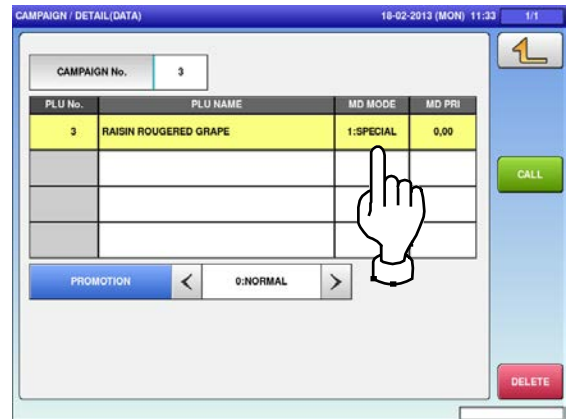 CAMPAIGN / DETAIL(DATA) 18-02-2013 (MON) 11:33 1/1
CAMPAIGN No. 3
PLU No. PLU NAME MD MODE MD PRI
3 RAISIN ROUGERED GRAPE 1:SPECIAL 0,00
CALL
PROMOTION < 0:NORMAL >
DELETE